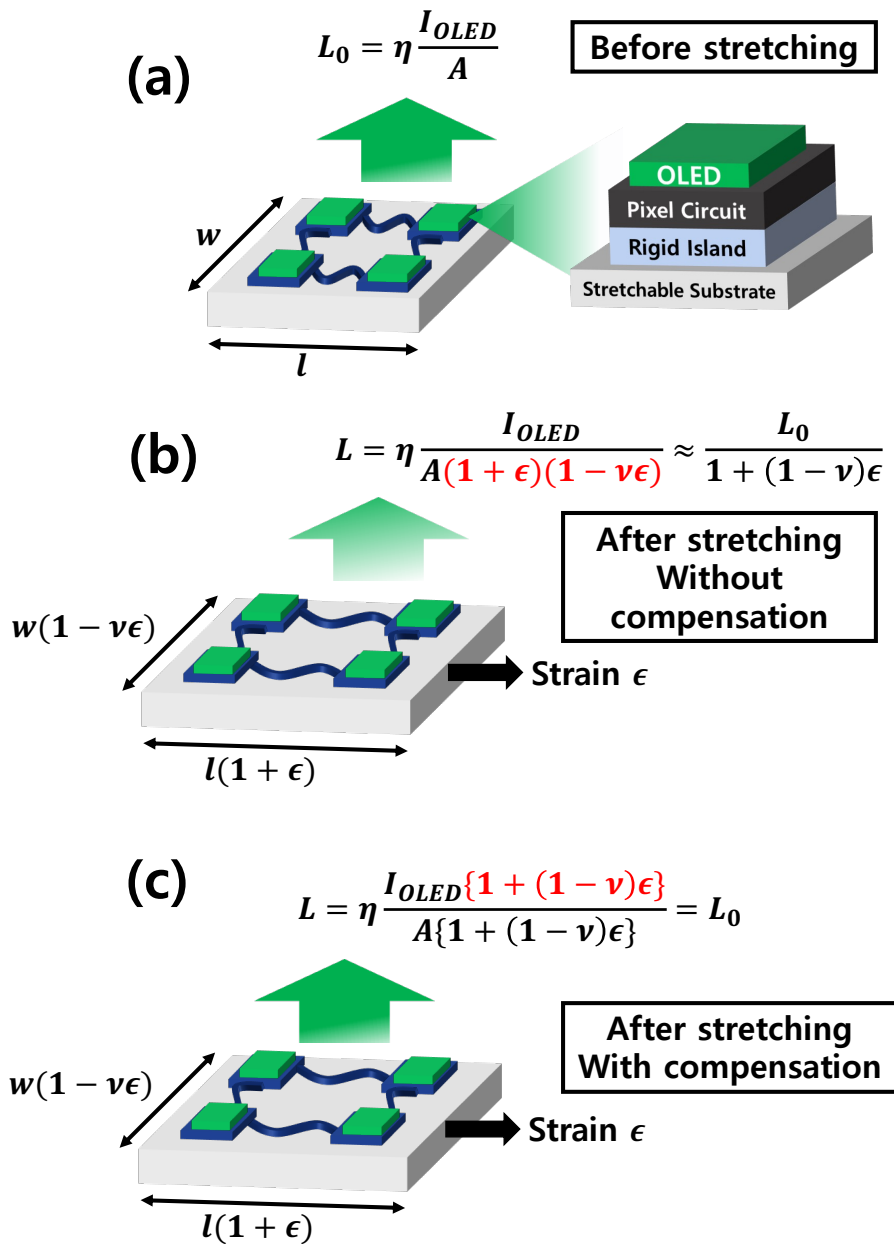 (a)
L₀ = η I_OLED / A
Before stretching
OLED
Pixel Circuit
Rigid Island
Stretchable Substrate
w
l
(b)
L = η I_OLED / A(1 + ϵ)(1 − νϵ) ≈ L₀ / 1 + (1 − ν)ϵ
After stretching
Without
compensation
w(1 − νϵ)
Strain ϵ
l(1 + ϵ)
(c)
L = η I_OLED{1 + (1 − ν)ϵ} / A{1 + (1 − ν)ϵ} = L₀
After stretching
With compensation
w(1 − νϵ)
Strain ϵ
l(1 + ϵ)